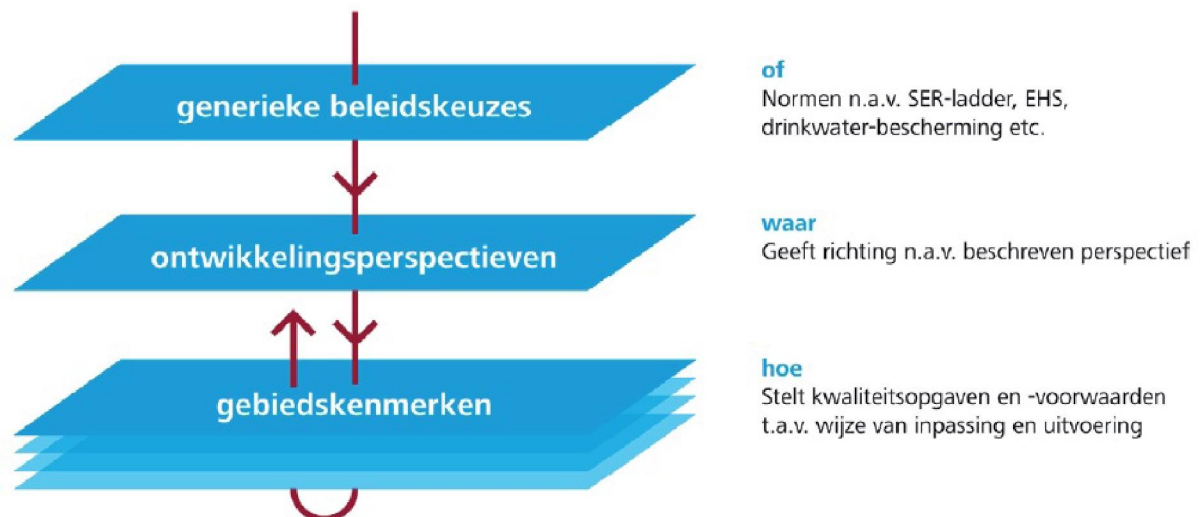 generieke beleidskeuzes
of
Normen n.a.v. SER-ladder, EHS,
drinkwater-bescherming etc.
ontwikkelingsperspectieven
waar
Geeft richting n.a.v. beschreven perspectief
gebiedskenmerken
hoe
Stelt kwaliteitsopgaven en -voorwaarden
t.a.v. wijze van inpassing en uitvoering